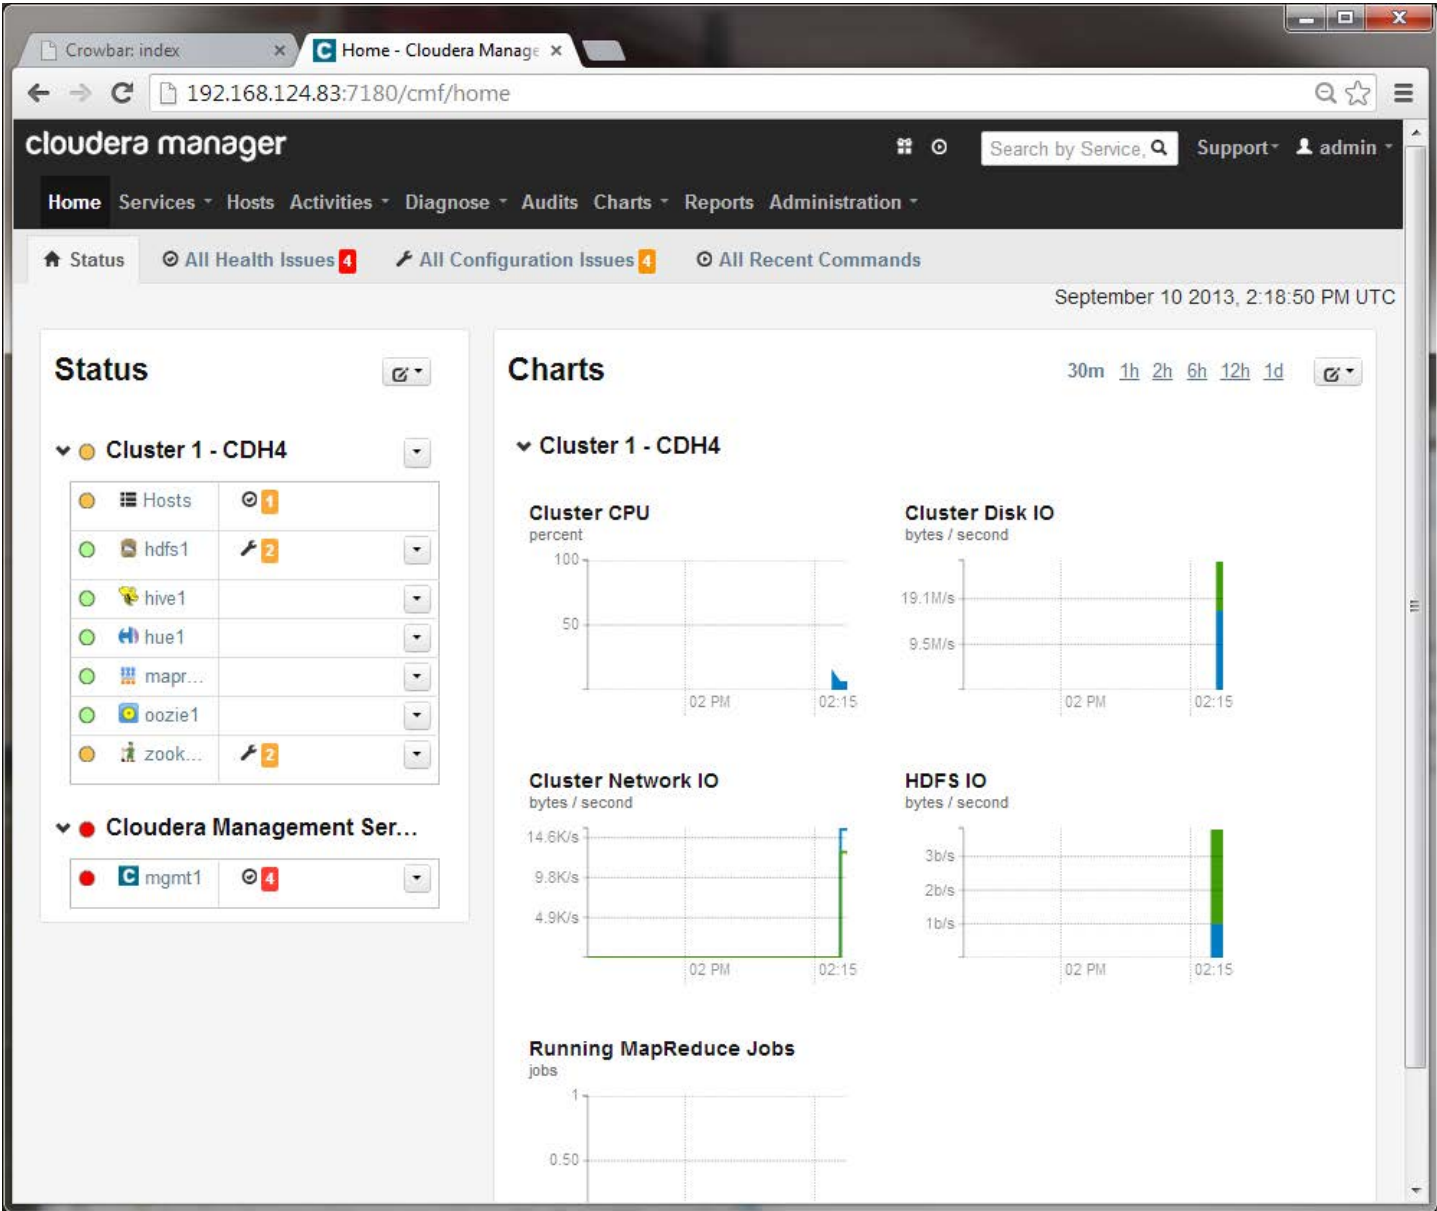 Crowbar: index
Home - Cloudera Manage
192.168.124.83:7180/cmf/home
cloudera manager
Search by Service,
Support
admin
Home Services Hosts Activities Diagnose Audits Charts Reports Administration
Status
All Health Issues 4
All Configuration Issues 4
All Recent Commands
September 10 2013, 2:18:50 PM UTC
Status
Cluster 1 - CDH4
Hosts 1
hdfs1 2
hive1
hue1
mapr...
oozie1
zook... 2
Cloudera Management Ser...
C mgmt1 4
Charts
30m 1h 2h 6h 12h 1d
Cluster 1 - CDH4
Cluster CPU
percent
100
50
02 PM 02:15
Cluster Disk IO
bytes / second
19.1M/s
9.5M/s
02 PM 02:15
Cluster Network IO
bytes / second
14.6K/s
9.8K/s
4.9K/s
02 PM 02:15
HDFS IO
bytes / second
3b/s
2b/s
1b/s
02 PM 02:15
Running MapReduce Jobs
jobs
1
0.50